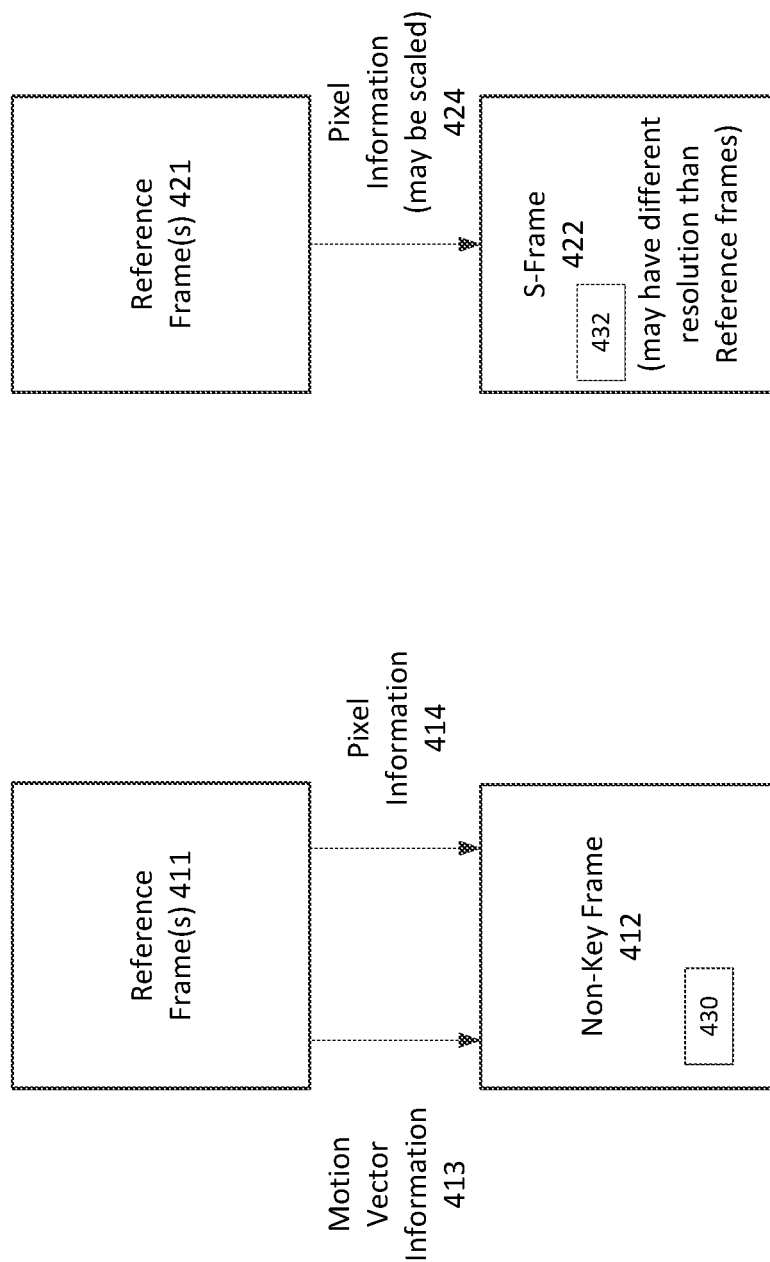 Reference
Frame(s) 411
Motion
Vector
Information
413
Pixel
Information
414
Non-Key Frame
412
430
Reference
Frame(s) 421
Pixel
Information
(may be scaled)
424
S-Frame
422
432
(may have different
resolution than
Reference frames)